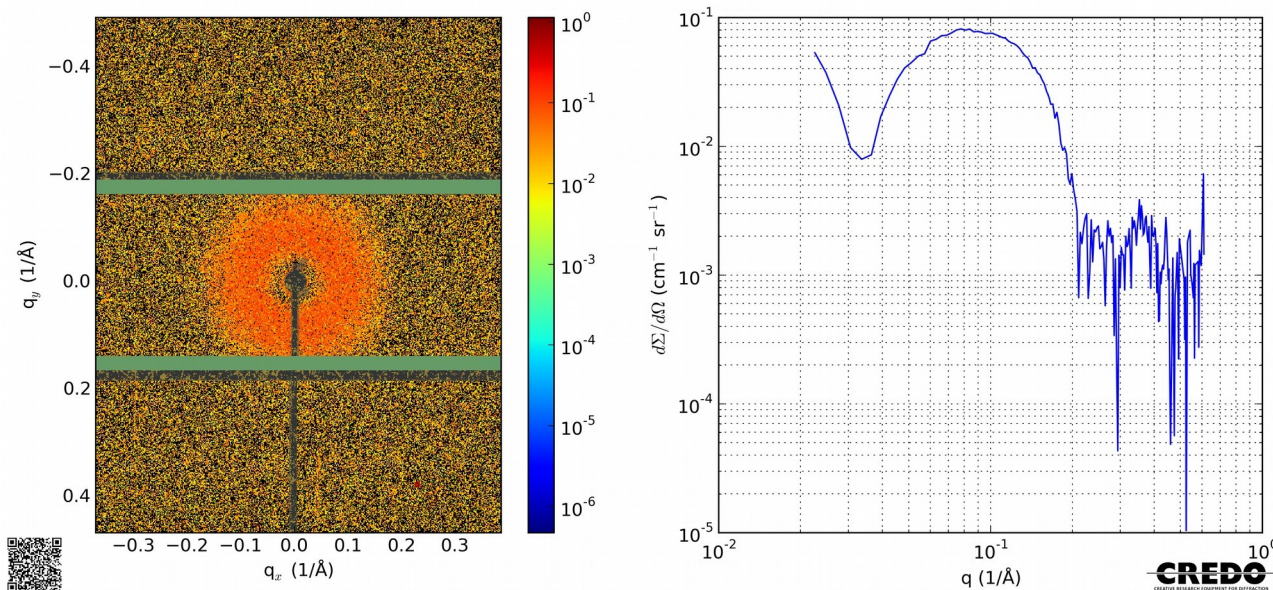 −0.4
−0.2
0.0
0.2
0.4
q_y (1/Å)
−0.3 −0.2 −0.1 0.0 0.1 0.2 0.3
q_x (1/Å)
10^0
10^-1
10^-2
10^-3
10^-4
10^-5
10^-6
10^-1
10^-2
10^-3
10^-4
10^-5
dΣ/dΩ (cm^−1 sr^−1)
10^-2 10^-1 10^0
q (1/Å)
CREDO
CREATIVE RESEARCH EQUIPMENT FOR DIFFRACTION